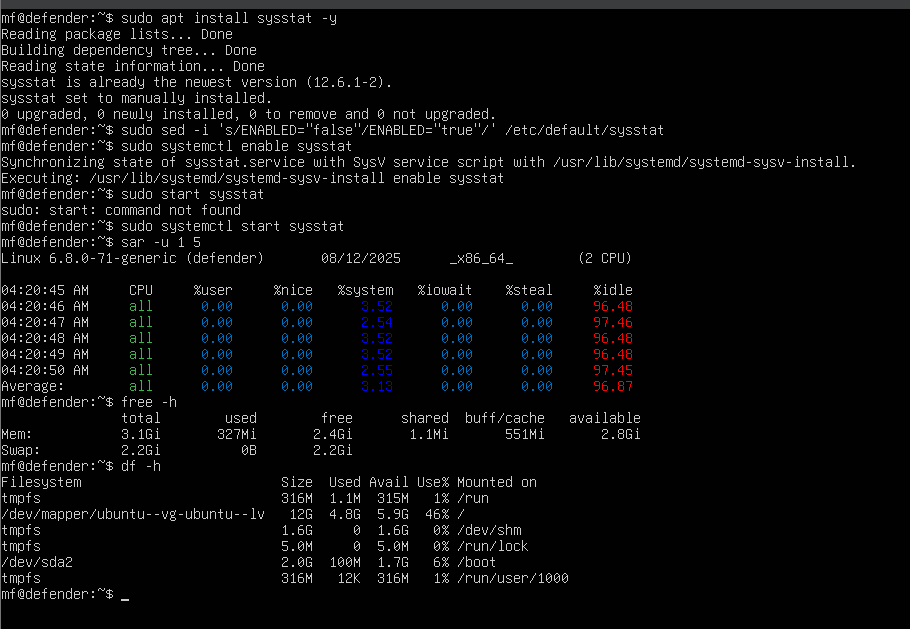 mf@defender:~$ sudo apt install sysstat -y
Reading package lists... Done
Building dependency tree... Done
Reading state information... Done
sysstat is already the newest version (12.6.1-2).
sysstat set to manually installed.
0 upgraded, 0 newly installed, 0 to remove and 0 not upgraded.
mf@defender:~$ sudo sed -i 's/ENABLED="false"/ENABLED="true"/' /etc/default/sysstat
mf@defender:~$ sudo systemctl enable sysstat
Synchronizing state of sysstat.service with SysV service script with /usr/lib/systemd/systemd-sysv-install.
Executing: /usr/lib/systemd/systemd-sysv-install enable sysstat
mf@defender:~$ sudo start sysstat
sudo: start: command not found
mf@defender:~$ sudo systemctl start sysstat
mf@defender:~$ sar -u 1 5
Linux 6.8.0-71-generic (defender)       08/12/2025      _x86_64_        (2 CPU)
04:20:45 AM     CPU     %user     %nice   %system   %iowait    %steal     %idle
04:20:46 AM     all      0.00      0.00      3.52      0.00      0.00     96.48
04:20:47 AM     all      0.00      0.00      2.54      0.00      0.00     97.46
04:20:48 AM     all      0.00      0.00      3.52      0.00      0.00     96.48
04:20:49 AM     all      0.00      0.00      3.52      0.00      0.00     96.48
04:20:50 AM     all      0.00      0.00      2.55      0.00      0.00     97.45
Average:        all      0.00      0.00      3.13      0.00      0.00     96.87
mf@defender:~$ free -h
               total        used        free      shared  buff/cache   available
Mem:           3.1Gi       327Mi       2.4Gi       1.1Mi       551Mi       2.8Gi
Swap:          2.2Gi          0B       2.2Gi
mf@defender:~$ df -h
Filesystem                         Size  Used Avail Use% Mounted on
tmpfs                              316M  1.1M  315M   1% /run
/dev/mapper/ubuntu--vg-ubuntu--lv   12G  4.8G  5.9G  46% /
tmpfs                              1.6G     0  1.6G   0% /dev/shm
tmpfs                              5.0M     0  5.0M   0% /run/lock
/dev/sda2                          2.0G  100M  1.7G   6% /boot
tmpfs                              316M   12K  316M   1% /run/user/1000
mf@defender:~$ _